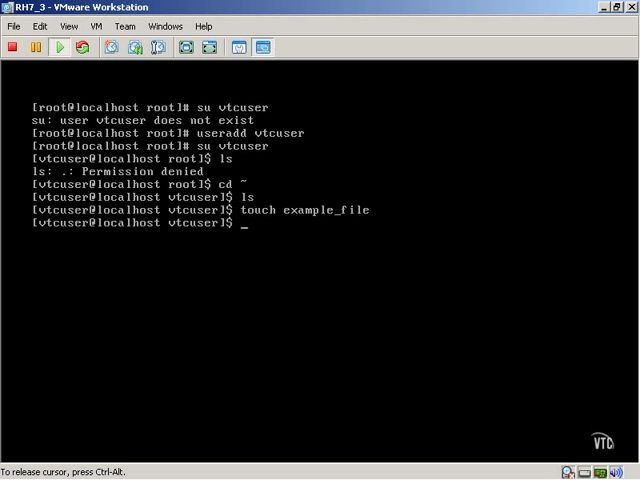 RH7_3 - VMware Workstation
File Edit View VM Team Windows Help
[root@localhost root]# su vtcuser
su: user vtcuser does not exist
[root@localhost root]# useradd vtcuser
[root@localhost root]# su vtcuser
[vtcuser@localhost root]$ ls
ls: .: Permission denied
[vtcuser@localhost root]$ cd ~
[vtcuser@localhost vtcuser]$ ls
[vtcuser@localhost vtcuser]$ touch example_file
[vtcuser@localhost vtcuser]$ _
VTC
To release cursor, press Ctrl-Alt.